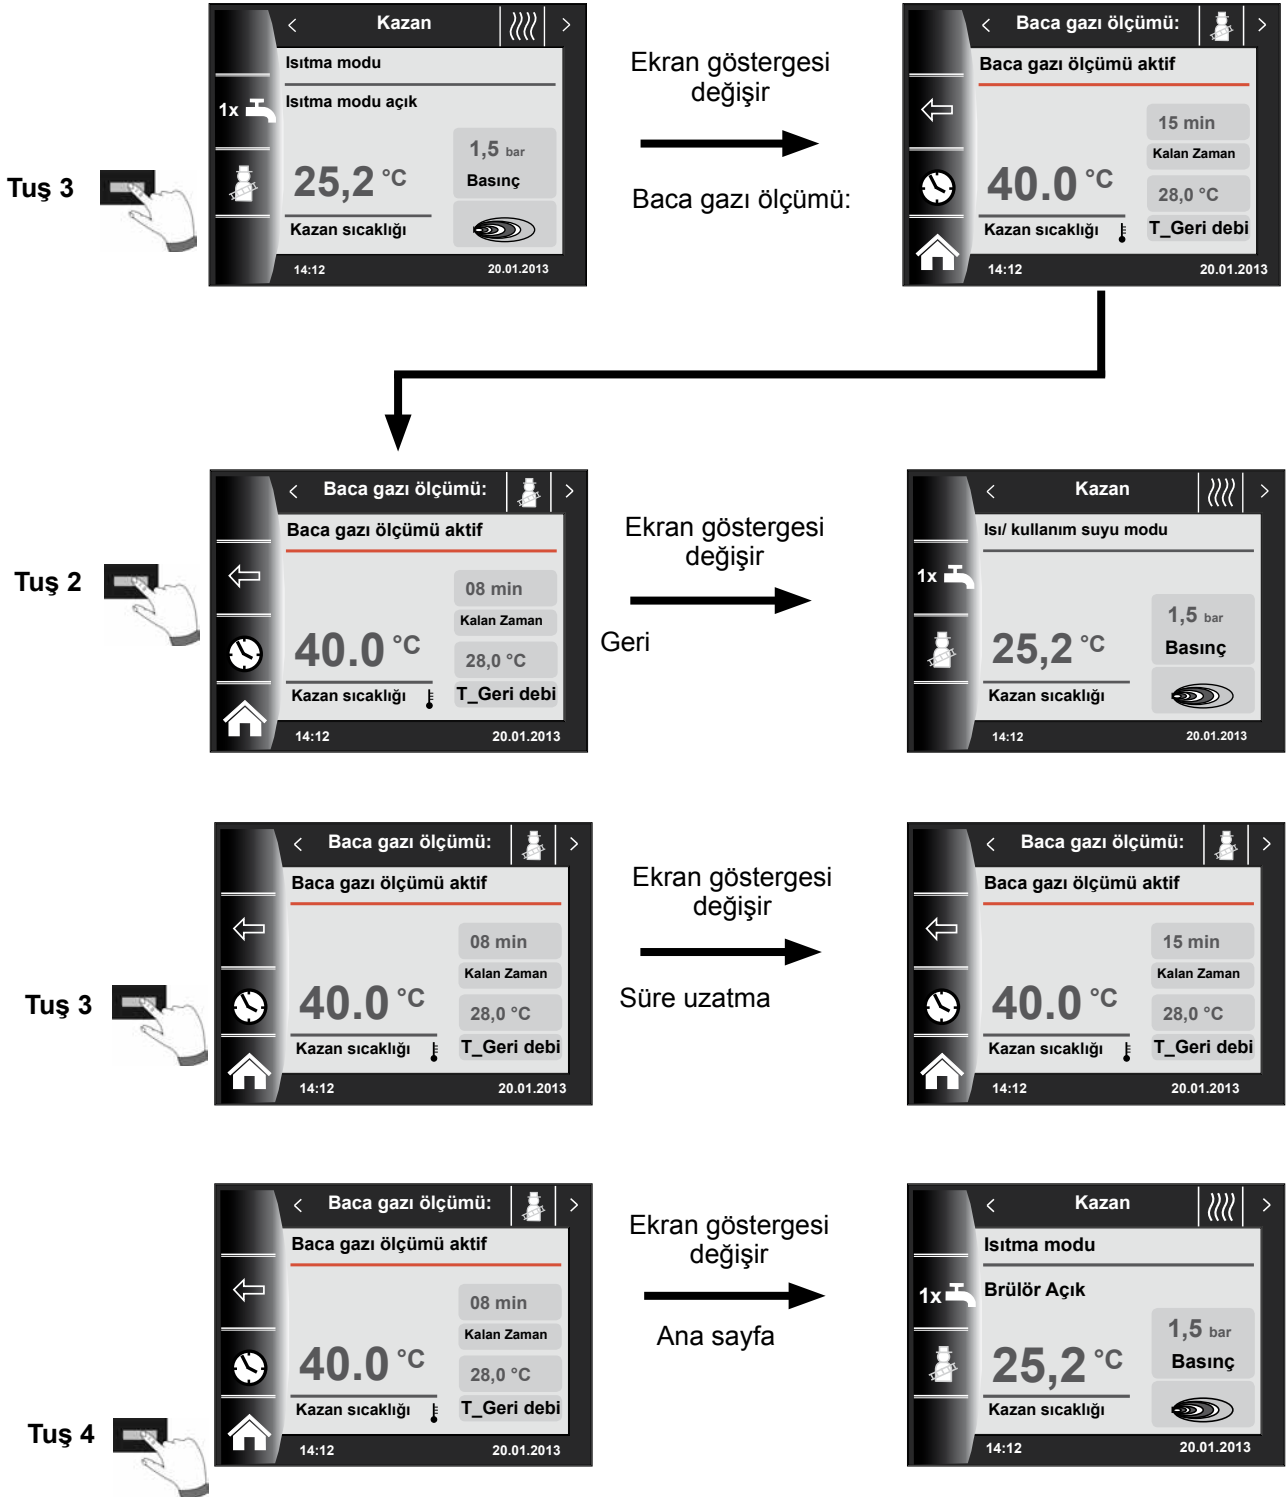 Tuş 3
Kazan
Isıtma modu
Isıtma modu açık
1x
1,5 bar
Basınç
25,2 °C
Kazan sıcaklığı
14:12
20.01.2013
Ekran göstergesi
değişir
Baca gazı ölçümü:
Baca gazı ölçümü:
Baca gazı ölçümü aktif
15 min
Kalan Zaman
40.0 °C
28,0 °C
Kazan sıcaklığı
T_Geri debi
14:12
20.01.2013
Tuş 2
Baca gazı ölçümü:
Baca gazı ölçümü aktif
08 min
Kalan Zaman
40.0 °C
28,0 °C
Kazan sıcaklığı
T_Geri debi
14:12
20.01.2013
Ekran göstergesi
değişir
Geri
Kazan
Isı/ kullanım suyu modu
1x
1,5 bar
Basınç
25,2 °C
Kazan sıcaklığı
14:12
20.01.2013
Tuş 3
Baca gazı ölçümü:
Baca gazı ölçümü aktif
08 min
Kalan Zaman
40.0 °C
28,0 °C
Kazan sıcaklığı
T_Geri debi
14:12
20.01.2013
Ekran göstergesi
değişir
Süre uzatma
Baca gazı ölçümü:
Baca gazı ölçümü aktif
15 min
Kalan Zaman
40.0 °C
28,0 °C
Kazan sıcaklığı
T_Geri debi
14:12
20.01.2013
Tuş 4
Baca gazı ölçümü:
Baca gazı ölçümü aktif
08 min
Kalan Zaman
40.0 °C
28,0 °C
Kazan sıcaklığı
T_Geri debi
14:12
20.01.2013
Ekran göstergesi
değişir
Ana sayfa
Kazan
Isıtma modu
Brülör Açık
1x
1,5 bar
Basınç
25,2 °C
Kazan sıcaklığı
14:12
20.01.2013